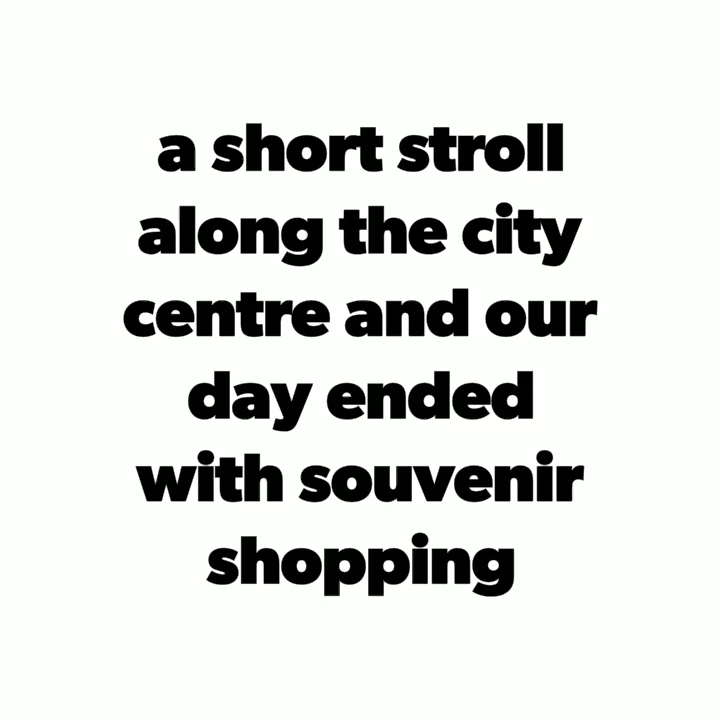 a short stroll
along the city
centre and our
day ended
with souvenir
shopping